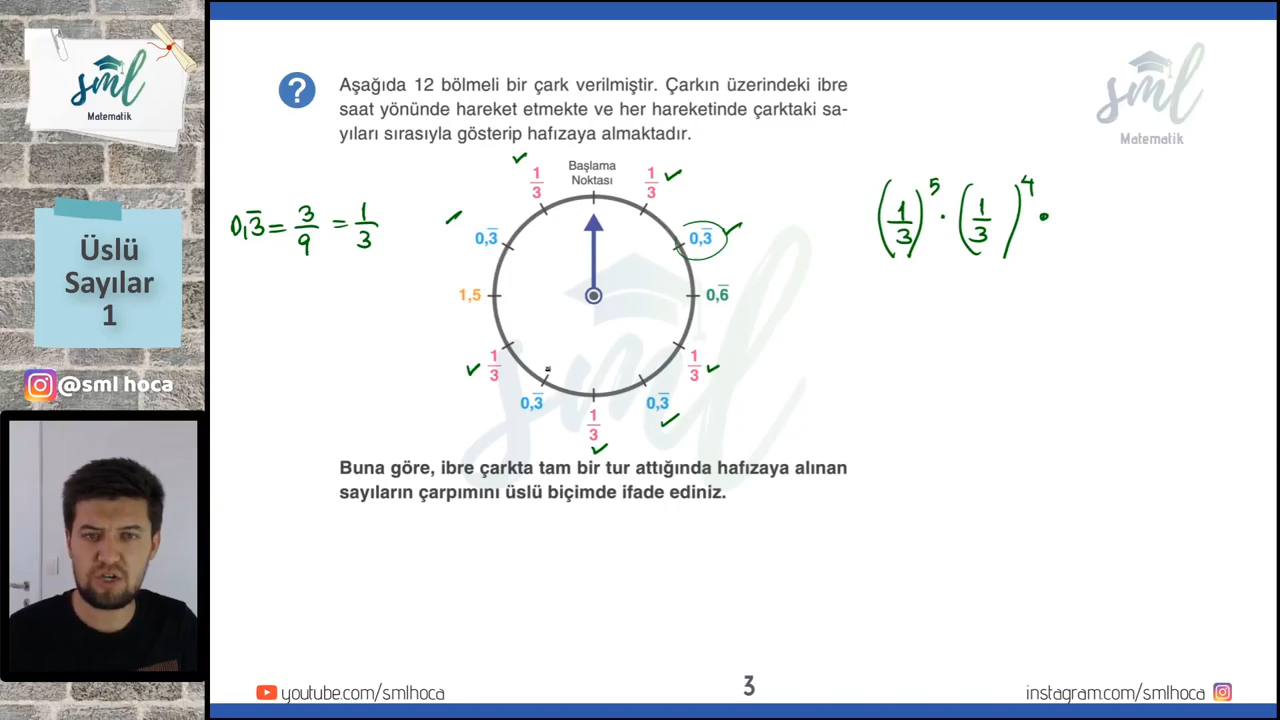 sml
Matematik
Üslü
Sayılar
1
@sml hoca
?
Aşağıda 12 bölmeli bir çark verilmiştir. Çarkın üzerindeki ibre
saat yönünde hareket etmekte ve her hareketinde çarktaki sa-
yıları sırasıyla gösterip hafızaya almaktadır.
sml
Matematik
Başlama
Noktası
1/3
1/3
0,3̅
0,6̅
1/3
0,3̅
1/3
0,3̅
1/3
1,5
0,3̅
0,3̅ = 3/9 = 1/3
(1/3)⁵ · (1/3)⁴ ·
sml
Buna göre, ibre çarkta tam bir tur attığında hafızaya alınan
sayıların çarpımını üslü biçimde ifade ediniz.
youtube.com/smlhoca
3
instagram.com/smlhoca